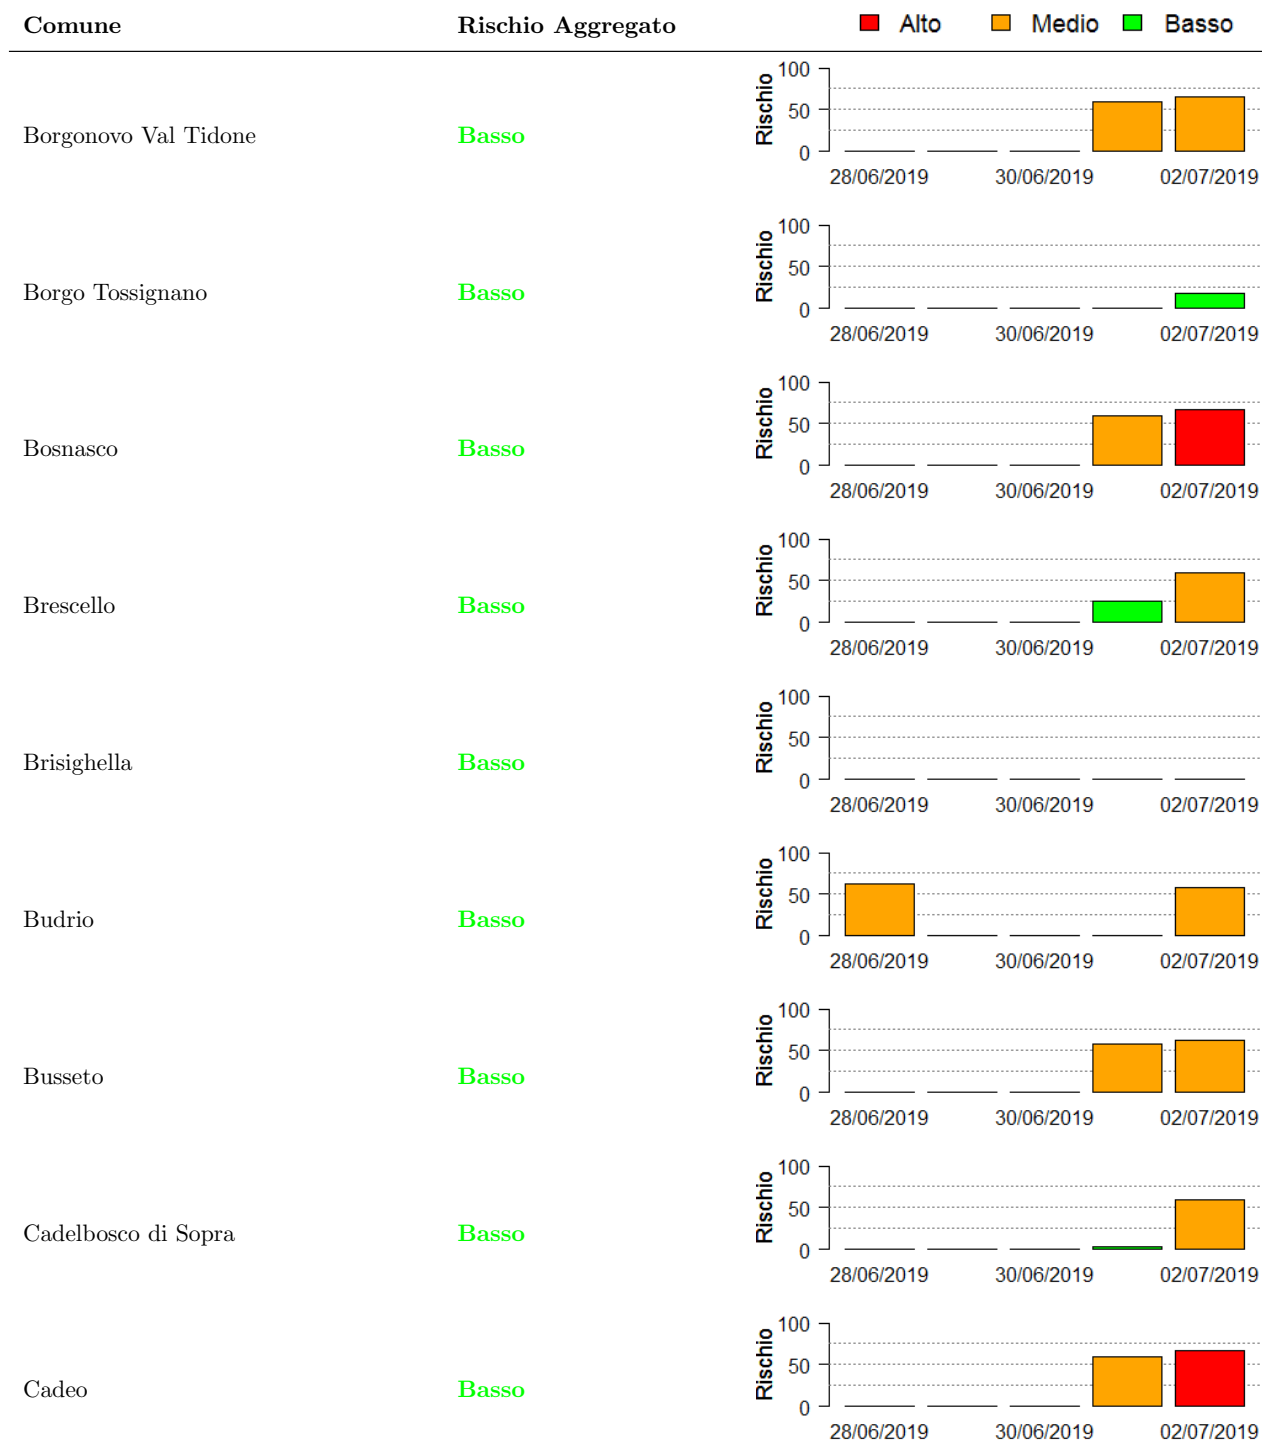 Comune Rischio Aggregato Alto Medio Basso
100
50
0
Rischio
Borgonovo Val Tidone Basso
28/06/2019 30/06/2019 02/07/2019
100
50
0
Rischio
Borgo Tossignano Basso
28/06/2019 30/06/2019 02/07/2019
100
50
0
Rischio
Bosnasco Basso
28/06/2019 30/06/2019 02/07/2019
100
50
0
Rischio
Brescello Basso
28/06/2019 30/06/2019 02/07/2019
100
50
0
Rischio
Brisighella Basso
28/06/2019 30/06/2019 02/07/2019
100
50
0
Rischio
Budrio Basso
28/06/2019 30/06/2019 02/07/2019
100
50
0
Rischio
Busseto Basso
28/06/2019 30/06/2019 02/07/2019
100
50
0
Rischio
Cadelbosco di Sopra Basso
28/06/2019 30/06/2019 02/07/2019
100
50
0
Rischio
Cadeo Basso
28/06/2019 30/06/2019 02/07/2019